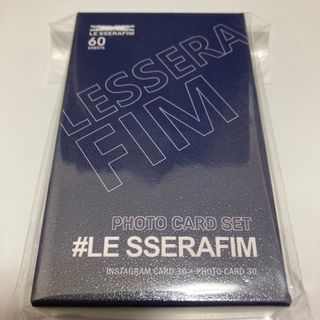 LE SSERAFIM
60
SHEETS
LESSERA
FIM
PHOTO CARD SET
#LE SSERAFIM
INSTAGRAM CARD 30 + PHOTO CARD 30